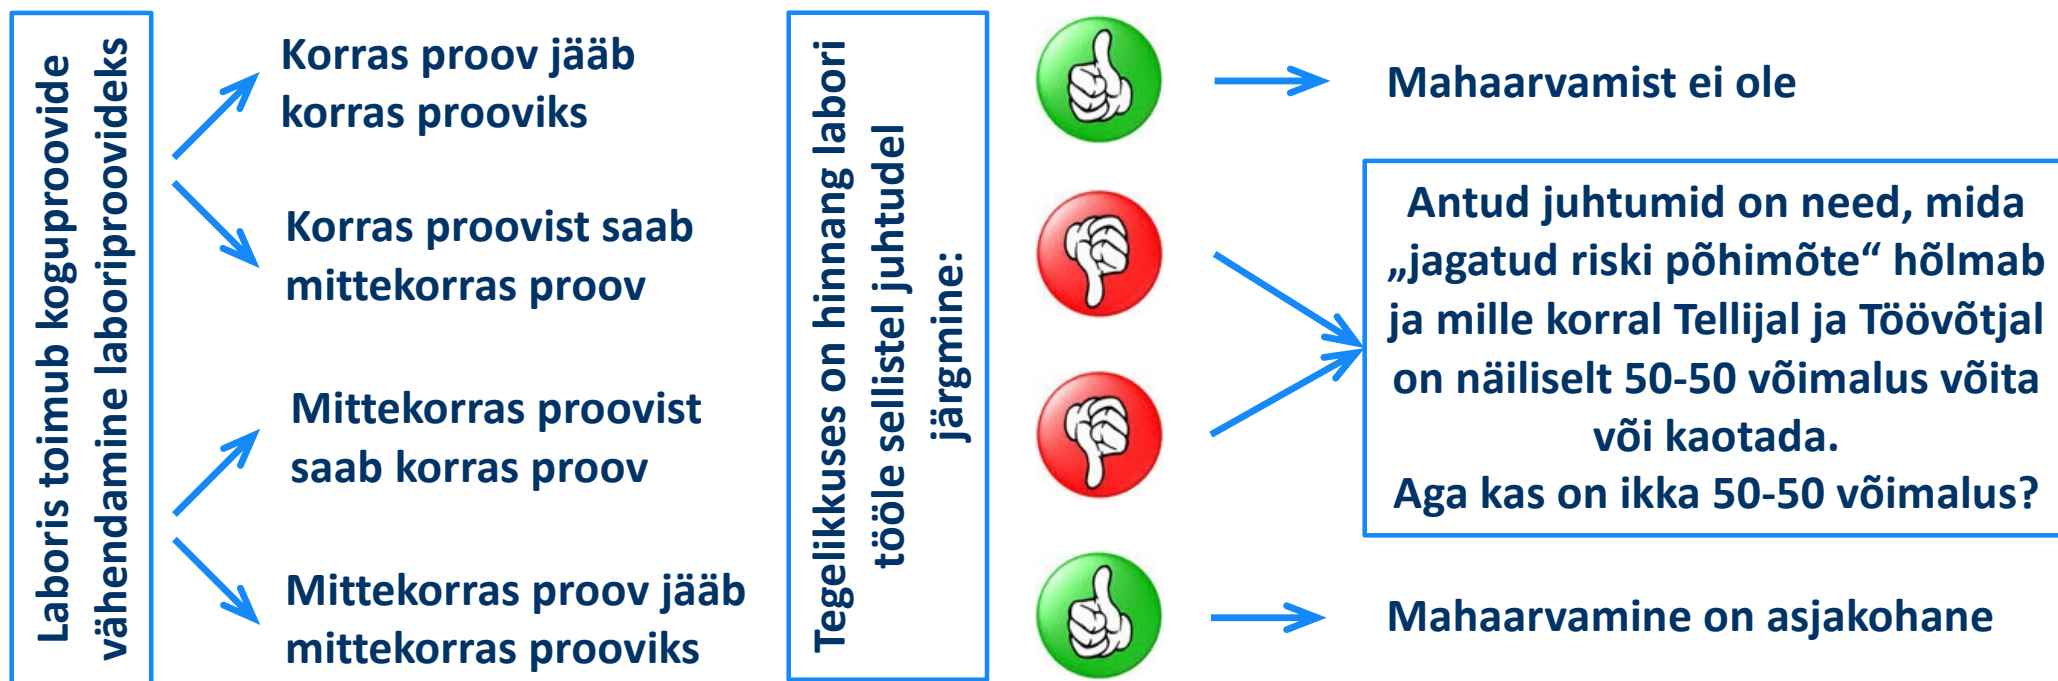 Laboris toimub koguproovide
vähendamine laboriproovideks
Korras proov jääb
korras prooviks
Korras proovist saab
mittekorras proov
Mittekorras proovist
saab korras proov
Mittekorras proov jääb
mittekorras prooviks
Tegelikkuses on hinnang labori
tööle sellistel juhtudel
järgmine:
Mahaarvamist ei ole
Antud juhtumid on need, mida
„jagatud riski põhimõte“ hõlmab
ja mille korral Tellijal ja Töövõtjal
on näiliselt 50-50 võimalus võita
või kaotada.
Aga kas on ikka 50-50 võimalus?
Mahaarvamine on asjakohane